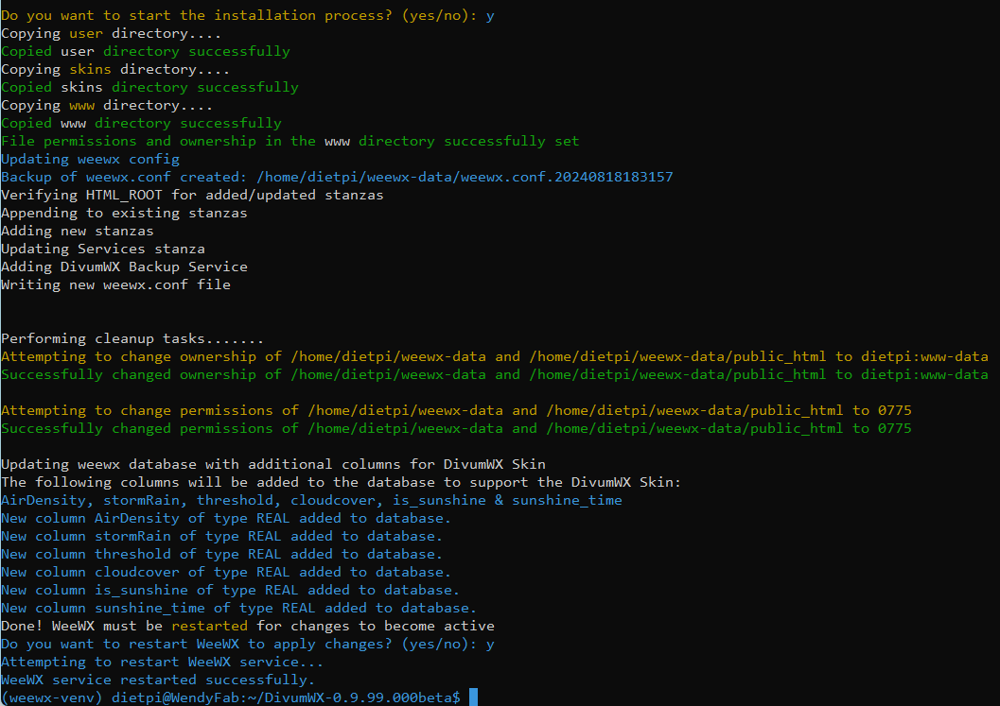 Do you want to start the installation process? (yes/no): y
Copying user directory....
Copied user directory successfully
Copying skins directory....
Copied skins directory successfully
Copying www directory....
Copied www directory successfully
File permissions and ownership in the www directory successfully set
Updating weewx config
Backup of weewx.conf created: /home/dietpi/weewx-data/weewx.conf.20240818183157
Verifying HTML_ROOT for added/updated stanzas
Appending to existing stanzas
Adding new stanzas
Updating Services stanza
Adding DivumWX Backup Service
Writing new weewx.conf file
Performing cleanup tasks.......
Attempting to change ownership of /home/dietpi/weewx-data and /home/dietpi/weewx-data/public_html to dietpi:www-data
Successfully changed ownership of /home/dietpi/weewx-data and /home/dietpi/weewx-data/public_html to dietpi:www-data
Attempting to change permissions of /home/dietpi/weewx-data and /home/dietpi/weewx-data/public_html to 0775
Successfully changed permissions of /home/dietpi/weewx-data and /home/dietpi/weewx-data/public_html to 0775
Updating weewx database with additional columns for DivumWX Skin
The following columns will be added to the database to support the DivumWX Skin:
AirDensity, stormRain, threshold, cloudcover, is_sunshine & sunshine_time
New column AirDensity of type REAL added to database.
New column stormRain of type REAL added to database.
New column threshold of type REAL added to database.
New column cloudcover of type REAL added to database.
New column is_sunshine of type REAL added to database.
New column sunshine_time of type REAL added to database.
Done! WeeWX must be restarted for changes to become active
Do you want to restart WeeWX to apply changes? (yes/no): y
Attempting to restart WeeWX service...
WeeWX service restarted successfully.
(weewx-venv) dietpi@WendyFab:~/DivumWX-0.9.99.000beta$